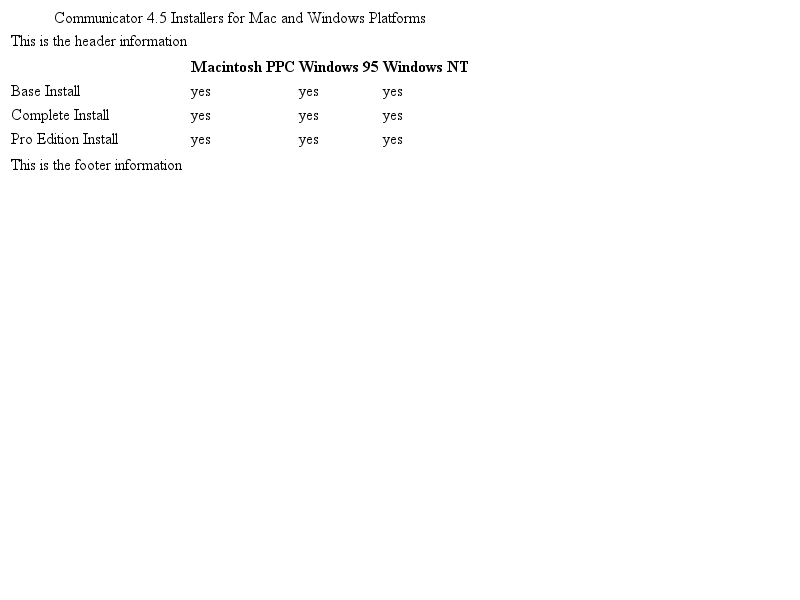 Communicator 4.5 Installers for Mac and Windows Platforms
This is the header information
Macintosh PPC Windows 95 Windows NT
Base Install yes yes yes
Complete Install yes yes yes
Pro Edition Install yes yes yes
This is the footer information